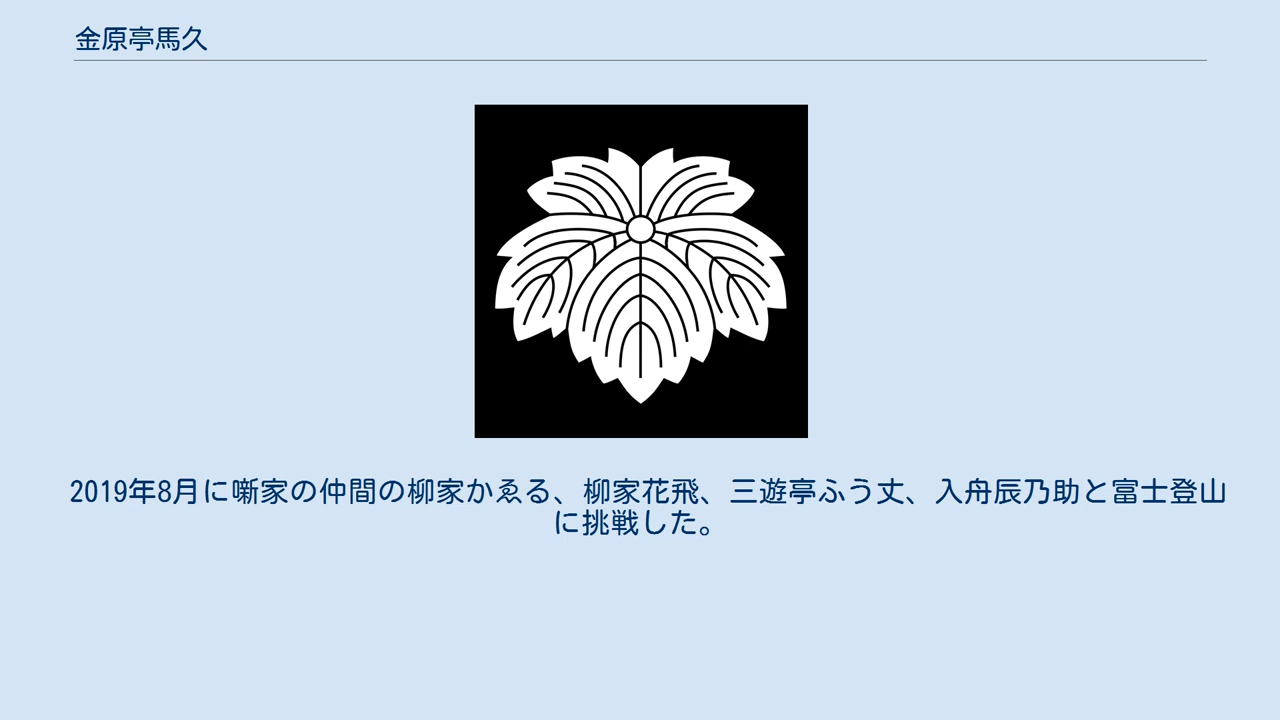 金原亭馬久
2019年8月に噺家の仲間の柳家かゑる、柳家花飛、三遊亭ふう丈、入舟辰乃助と富士登山
に挑戦した。